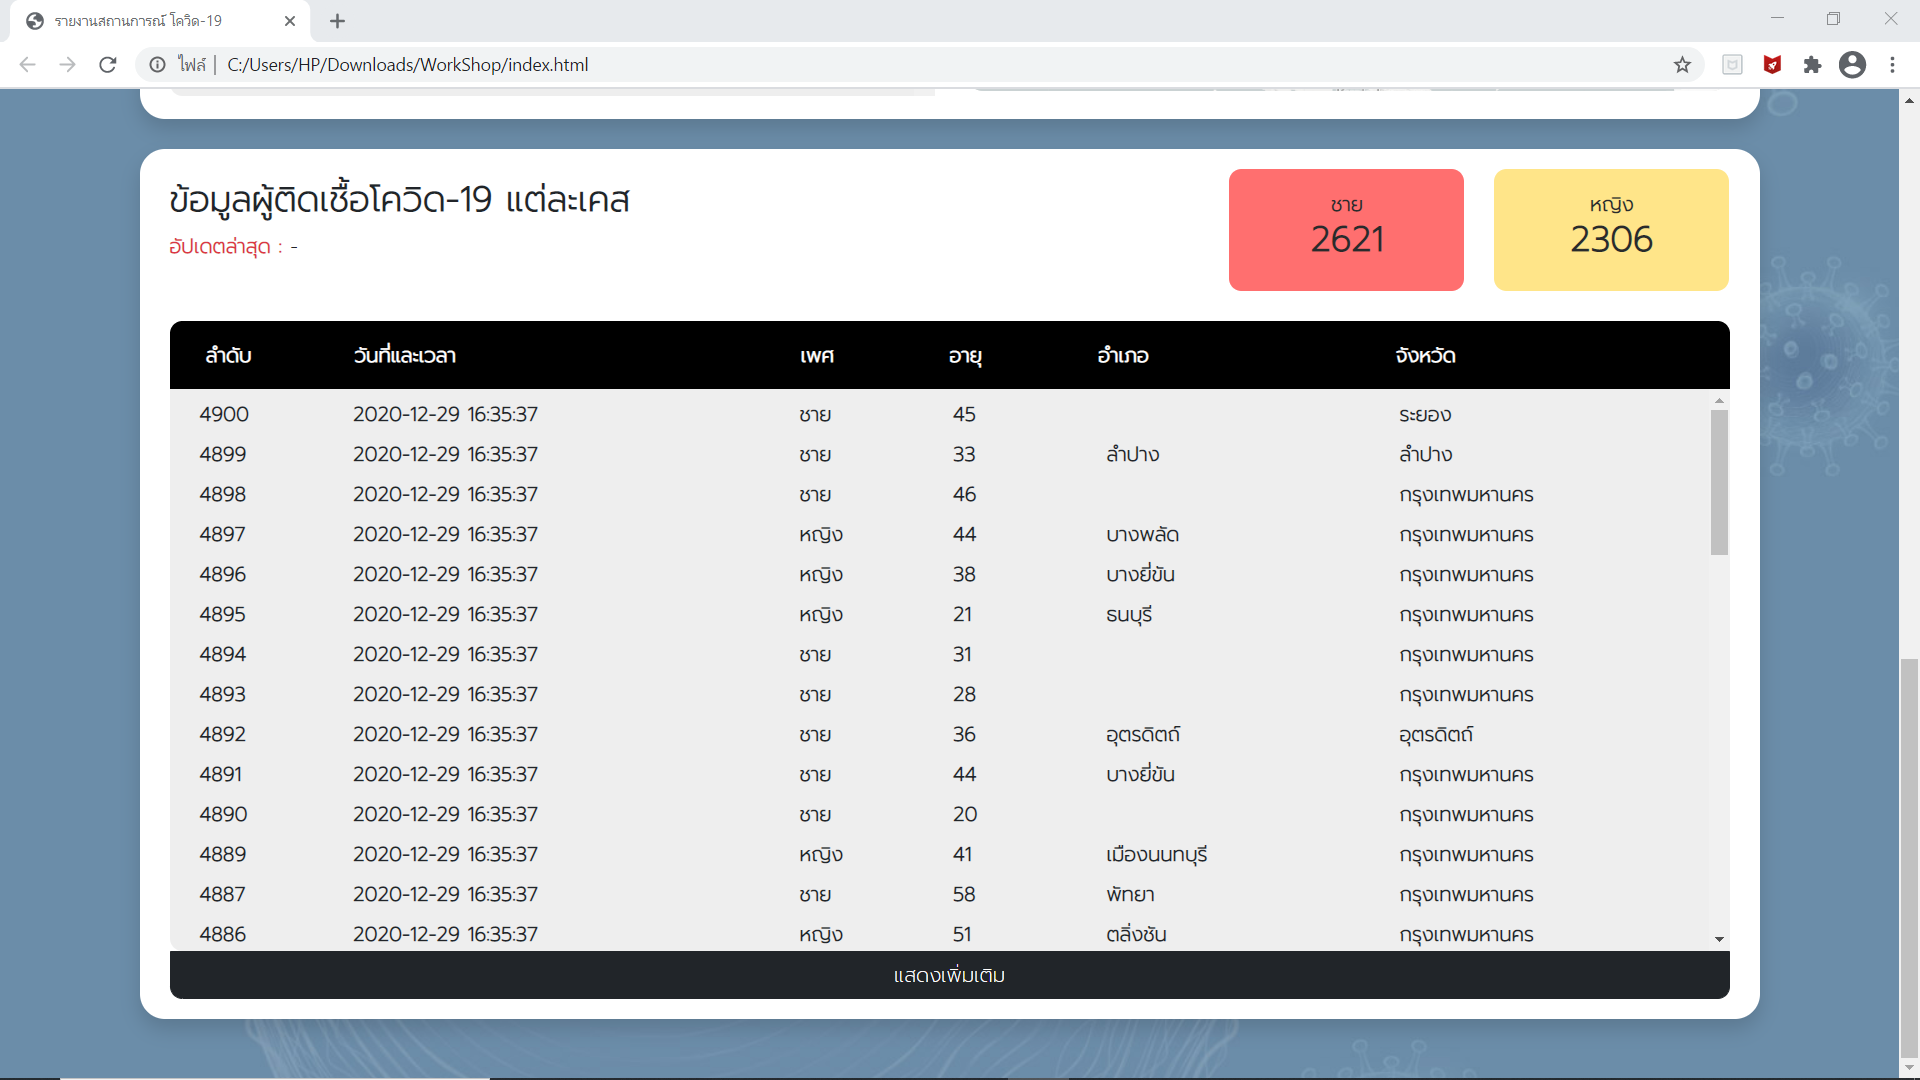 รายงานสถานการณ์ โควิด-19
ไฟล์ | C:/Users/HP/Downloads/WorkShop/index.html
ข้อมูลผู้ติดเชื้อโควิด-19 แต่ละเคส
อัปเดตล่าสุด : -
ชาย
2621
หญิง
2306
ลำดับ วันที่และเวลา เพศ อายุ อำเภอ จังหวัด
4900 2020-12-29 16:35:37 ชาย 45 ระยอง
4899 2020-12-29 16:35:37 ชาย 33 ลำปาง ลำปาง
4898 2020-12-29 16:35:37 ชาย 46 กรุงเทพมหานคร
4897 2020-12-29 16:35:37 หญิง 44 บางพลัด กรุงเทพมหานคร
4896 2020-12-29 16:35:37 หญิง 38 บางยี่ขัน กรุงเทพมหานคร
4895 2020-12-29 16:35:37 หญิง 21 ธนบุรี กรุงเทพมหานคร
4894 2020-12-29 16:35:37 ชาย 31 กรุงเทพมหานคร
4893 2020-12-29 16:35:37 ชาย 28 กรุงเทพมหานคร
4892 2020-12-29 16:35:37 ชาย 36 อุตรดิตถ์ อุตรดิตถ์
4891 2020-12-29 16:35:37 ชาย 44 บางยี่ขัน กรุงเทพมหานคร
4890 2020-12-29 16:35:37 ชาย 20 กรุงเทพมหานคร
4889 2020-12-29 16:35:37 หญิง 41 เมืองนนทบุรี กรุงเทพมหานคร
4887 2020-12-29 16:35:37 ชาย 58 พัทยา กรุงเทพมหานคร
4886 2020-12-29 16:35:37 หญิง 51 ตลิ่งชัน กรุงเทพมหานคร
แสดงเพิ่มเติม